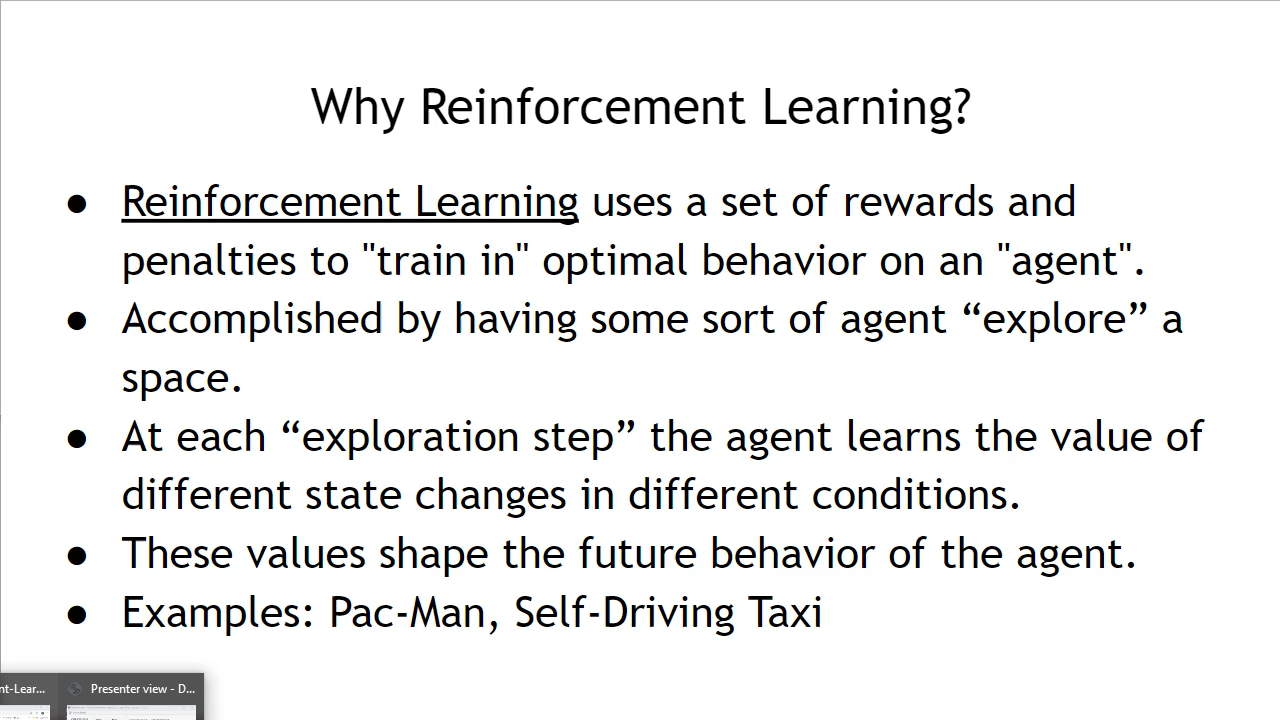 Why Reinforcement Learning?
● Reinforcement Learning uses a set of rewards and
penalties to "train in" optimal behavior on an "agent".
● Accomplished by having some sort of agent “explore” a
space.
● At each “exploration step” the agent learns the value of
different state changes in different conditions.
● These values shape the future behavior of the agent.
● Examples: Pac-Man, Self-Driving Taxi
nt-Lear... Presenter view - D...